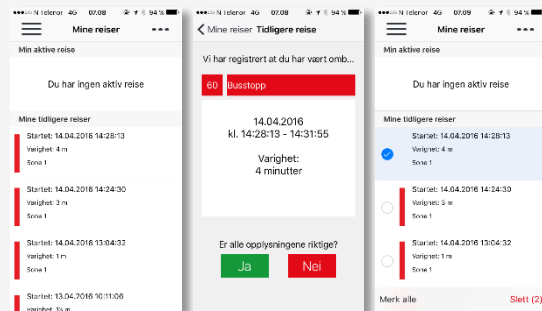 N Telenor 4G 07.08 94 %
Mine reiser
Min aktive reise
Du har ingen aktiv reise
Mine tidligere reiser
Startet: 14.04.2016 14:28:13
Varighet: 4 m
Sone 1
Startet: 14.04.2016 14:24:30
Varighet: 3 m
Sone 1
Startet: 14.04.2016 13:04:32
Varighet: 1 m
Sone 1
Startet: 13.04.2016 10:11:06
Varighet: 15 m
N Telenor 4G 07.08 94 %
Mine reiser Tidligere reise
Vi har registrert at du har vært omb...
60 Busstopp
14.04.2016
kl. 14:28:13 - 14:31:55
Varighet:
4 minutter
Er alle opplysningene riktige?
Ja Nei
N Telenor 4G 07.09 94 %
Mine reiser
Min aktive reise
Du har ingen aktiv reise
Mine tidligere reiser
Startet: 14.04.2016 14:28:13
Varighet: 4 m
Sone 1
Startet: 14.04.2016 14:24:30
Varighet: 3 m
Sone 1
Startet: 14.04.2016 13:04:32
Varighet: 1 m
Sone 1
Merk alle Slett (2)